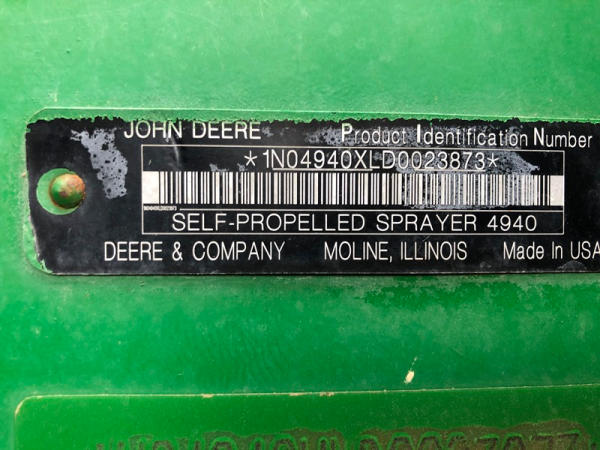 JOHN DEERE Product Identification Number
*1N04940XLD0023873*
SELF-PROPELLED SPRAYER 4940
DEERE & COMPANY MOLINE, ILLINOIS Made In USA